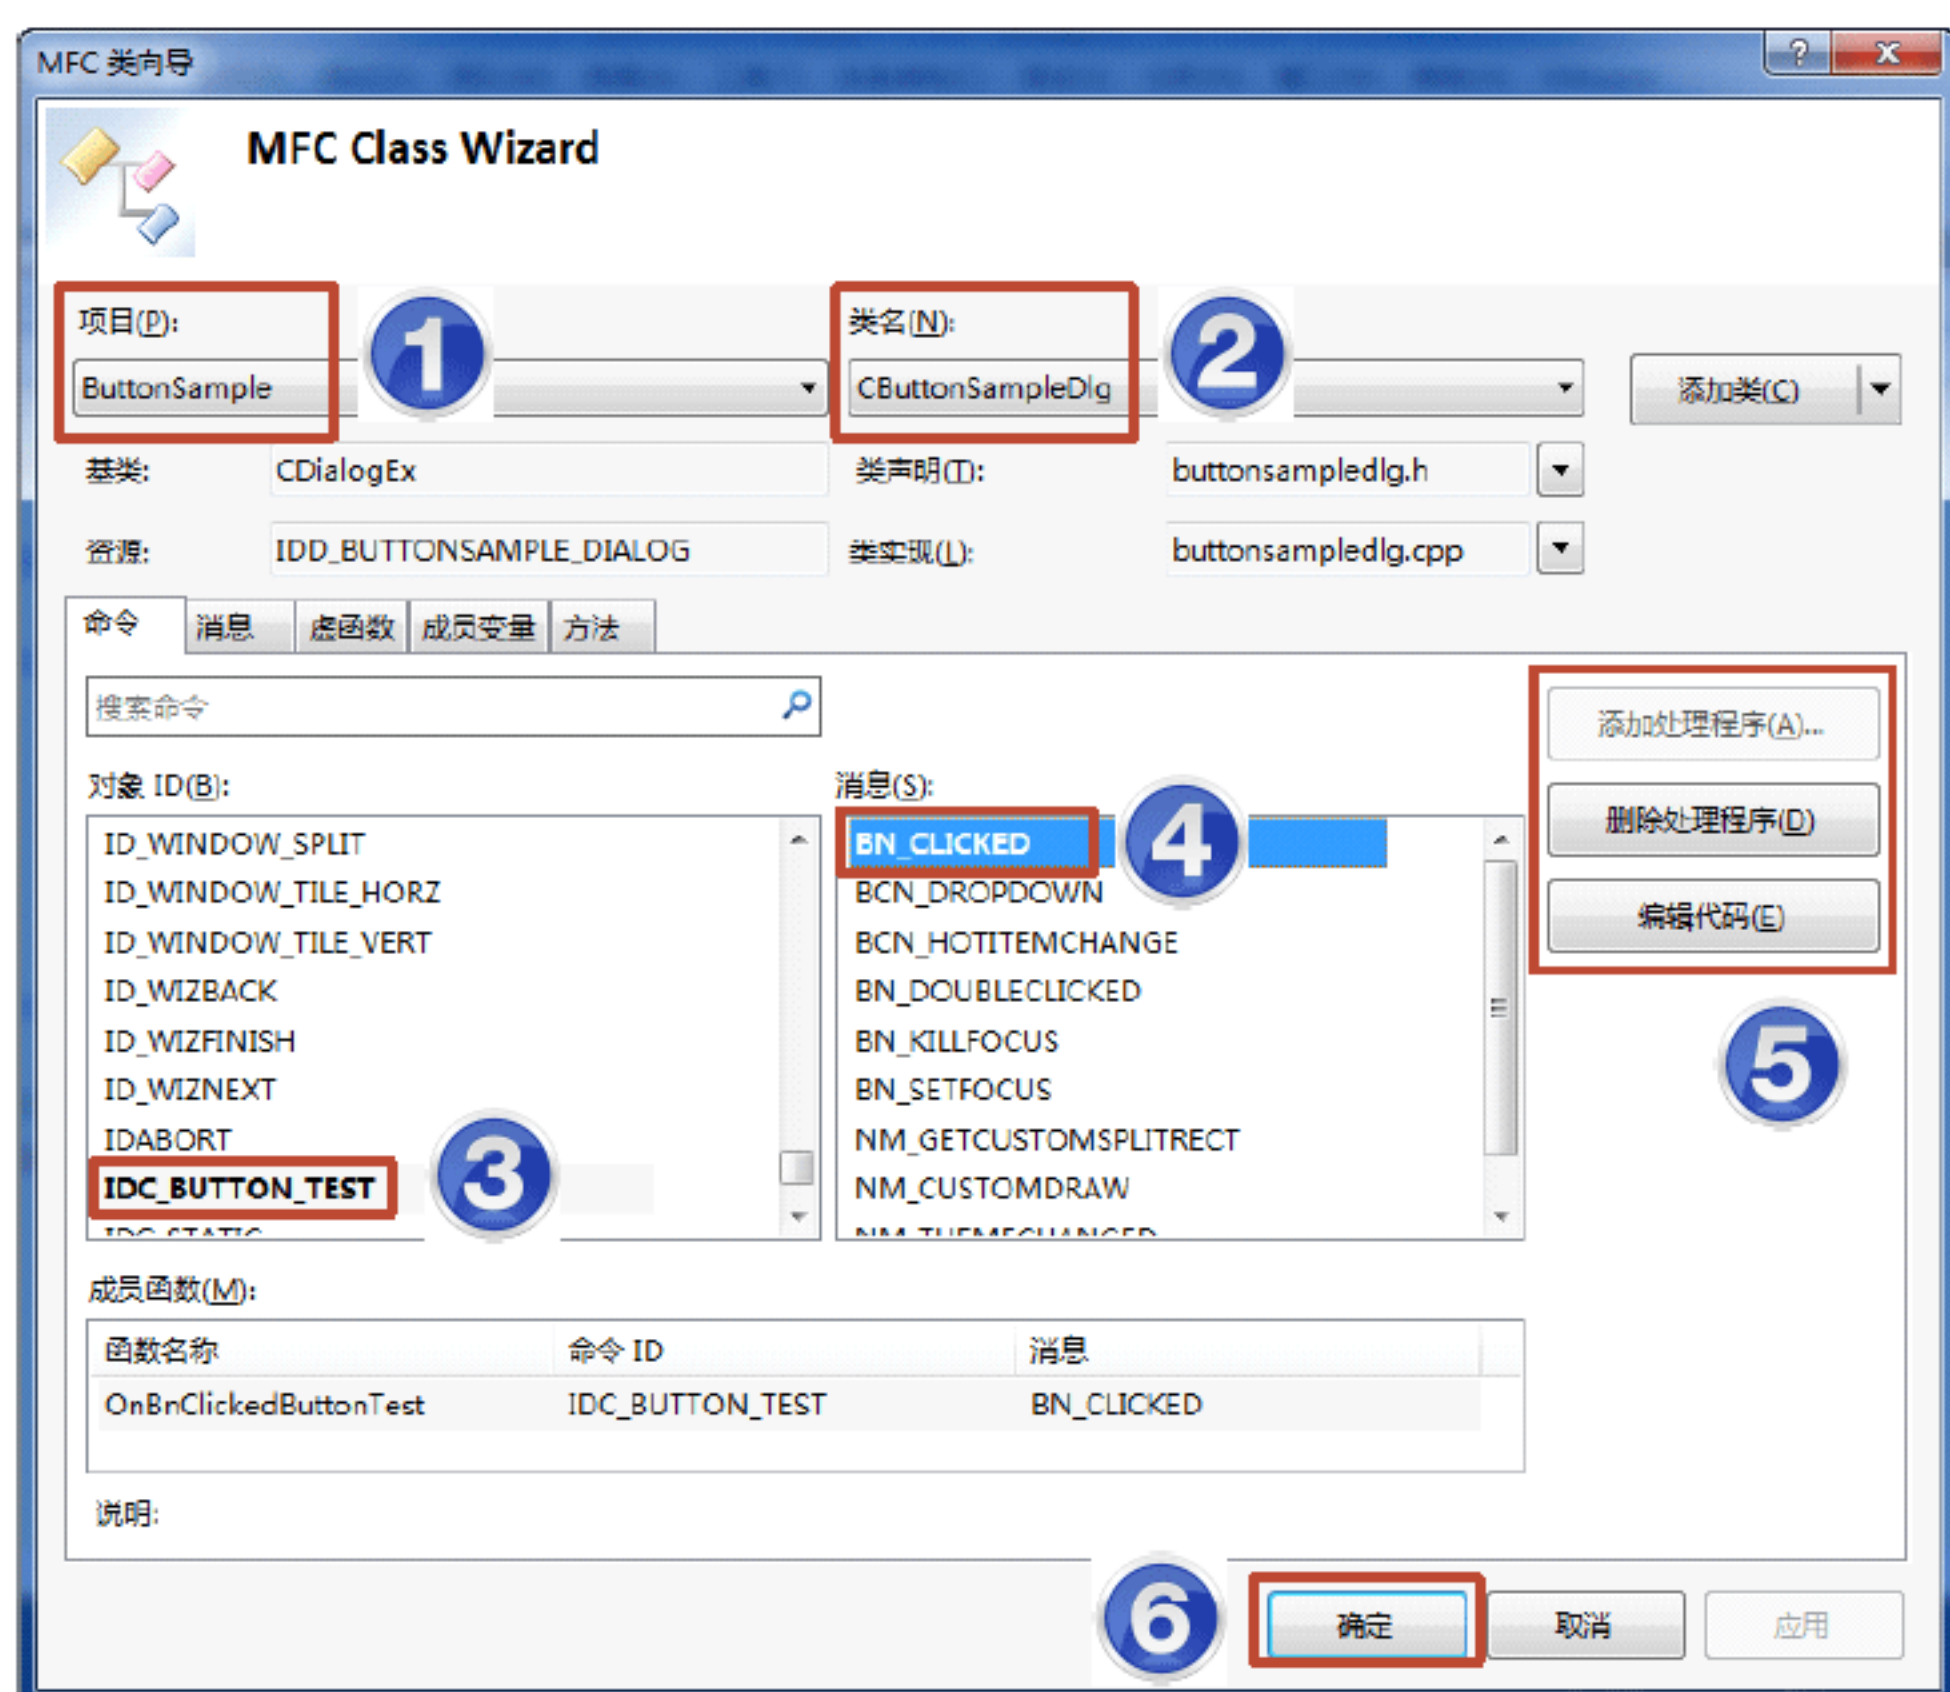 MFC 类向导
MFC Class Wizard
项目(P):
1
类名(N):
2
ButtonSample
CButtonSampleDlg
添加类(C)
基类:
CDialogEx
类声明(T):
buttonsampledlg.h
资源:
IDD_BUTTONSAMPLE_DIALOG
类实现(L):
buttonsampledlg.cpp
命令
消息
虚函数
成员变量
方法
搜索命令
添加处理程序(A)...
删除处理程序(D)
编辑代码(E)
5
对象 ID(B):
ID_WINDOW_SPLIT
ID_WINDOW_TILE_HORZ
ID_WINDOW_TILE_VERT
ID_WIZBACK
ID_WIZFINISH
ID_WIZNEXT
IDABORT
IDC_BUTTON_TEST
3
IDC_STATIC
消息(S):
BN_CLICKED
4
BCN_DROPDOWN
BCN_HOTITEMCHANGE
BN_DOUBLECLICKED
BN_KILLFOCUS
BN_SETFOCUS
NM_GETCUSTOMSPLITRECT
NM_CUSTOMDRAW
NM_THEMECHANGED
成员函数(M):
函数名称
命令 ID
消息
OnBnClickedButtonTest
IDC_BUTTON_TEST
BN_CLICKED
说明:
6
确定
取消
应用